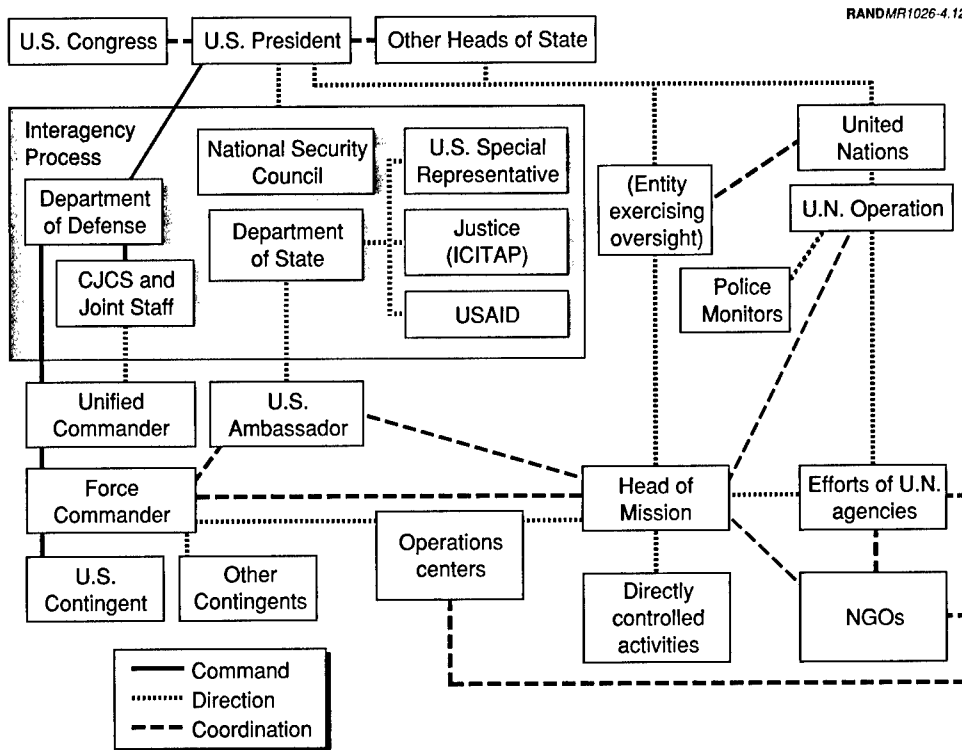 RANDMR1026-4.12
U.S. Congress
U.S. President
Other Heads of State
Interagency
Process
National Security
Council
U.S. Special
Representative
United
Nations
Department
of Defense
(Entity
exercising
oversight)
U.N. Operation
Department
of State
Justice
(ICITAP)
CJCS and
Joint Staff
Police
Monitors
USAID
Unified
Commander
U.S.
Ambassador
Force
Commander
Head of
Mission
Efforts of U.N.
agencies
Operations
centers
U.S.
Contingent
Other
Contingents
Directly
controlled
activities
NGOs
Command
Direction
Coordination